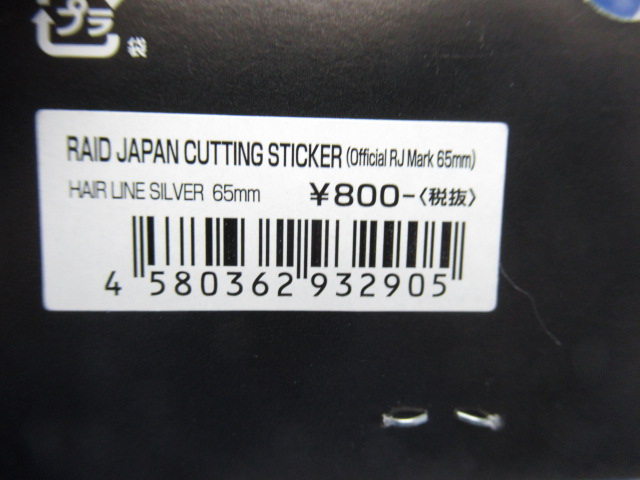 プラ
袋
RAID JAPAN CUTTING STICKER (Official RJ Mark 65mm)
HAIR LINE SILVER 65mm ¥800-〈税抜〉
4 580362 932905